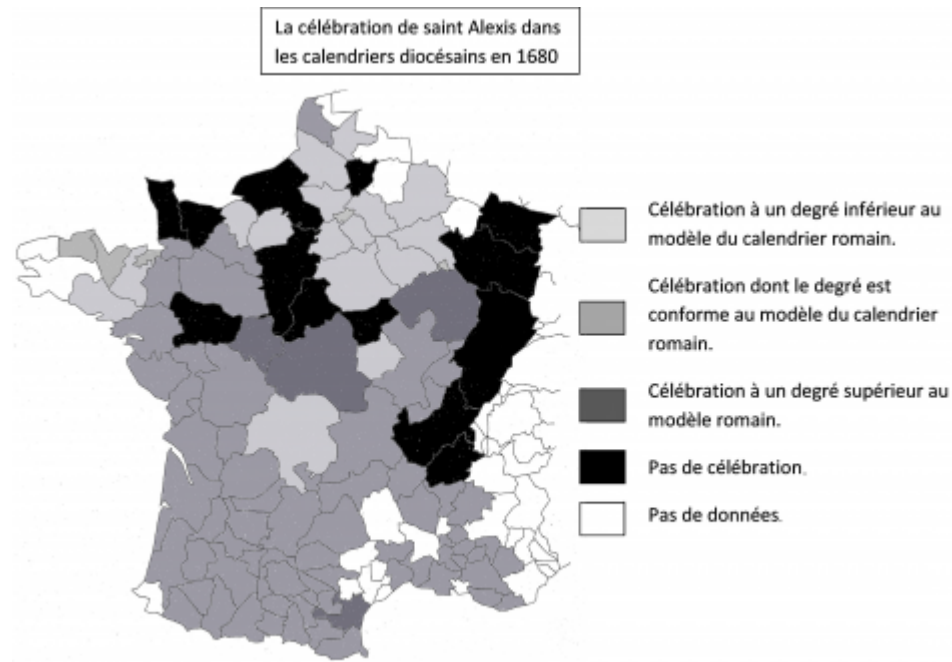 La célébration de saint Alexis dans
les calendriers diocésains en 1680
Célébration à un degré inférieur au
modèle du calendrier romain.
Célébration dont le degré est
conforme au modèle du calendrier
romain.
Célébration à un degré supérieur au
modèle romain.
Pas de célébration.
Pas de données.